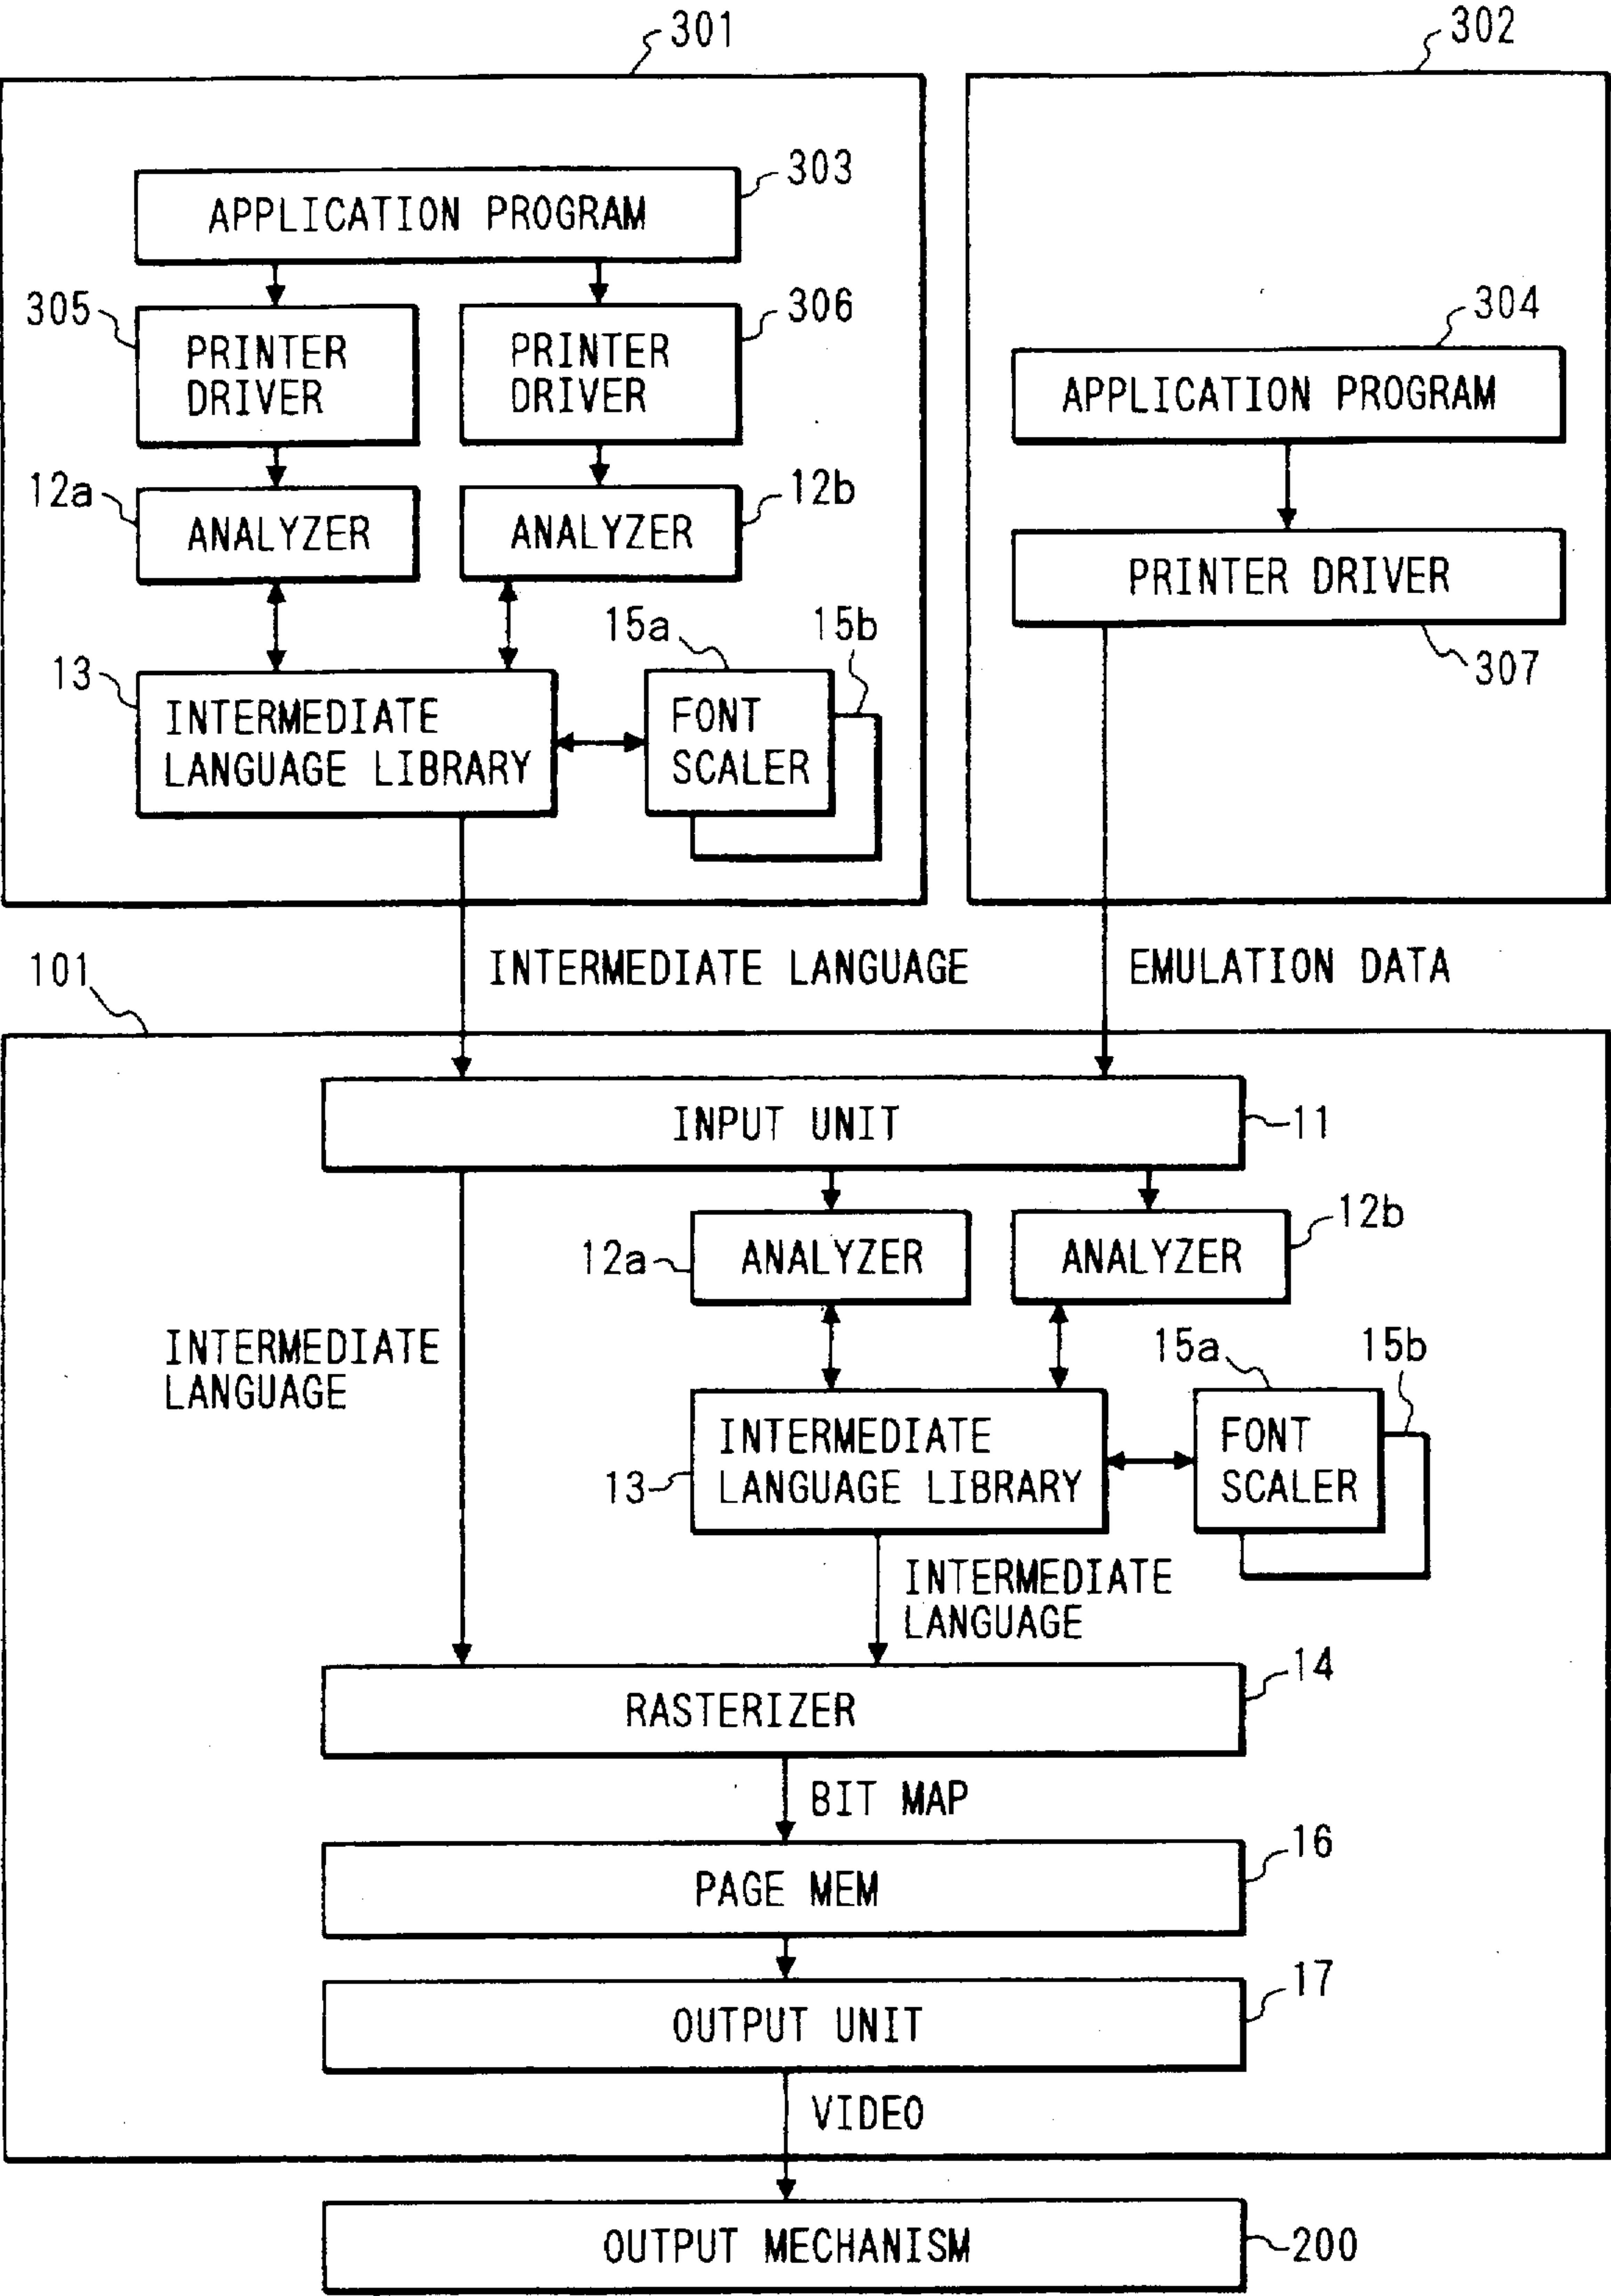 301
302
303
APPLICATION PROGRAM
305
PRINTER
DRIVER
306
PRINTER
DRIVER
304
APPLICATION PROGRAM
12a
ANALYZER
12b
ANALYZER
PRINTER DRIVER
307
13
INTERMEDIATE
LANGUAGE LIBRARY
15a
15b
FONT
SCALER
INTERMEDIATE LANGUAGE
EMULATION DATA
101
INPUT UNIT
11
12a
ANALYZER
12b
ANALYZER
INTERMEDIATE
LANGUAGE
13
INTERMEDIATE
LANGUAGE LIBRARY
15a
15b
FONT
SCALER
INTERMEDIATE
LANGUAGE
14
RASTERIZER
BIT MAP
16
PAGE MEM
17
OUTPUT UNIT
VIDEO
OUTPUT MECHANISM
200